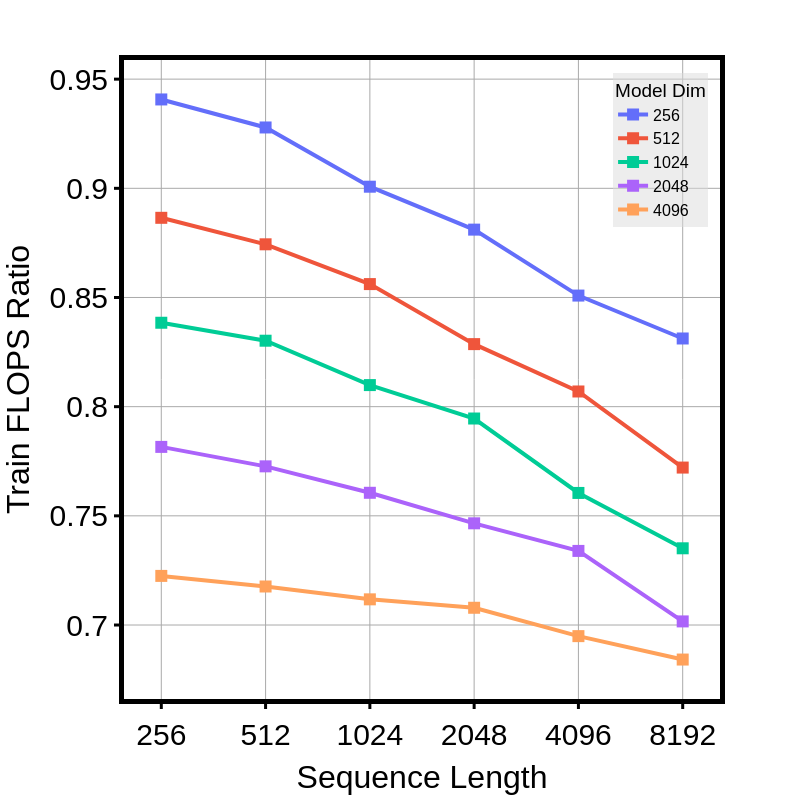 Model Dim
256
512
1024
2048
4096
0.95
0.9
0.85
0.8
0.75
0.7
Train FLOPS Ratio
256 512 1024 2048 4096 8192
Sequence Length